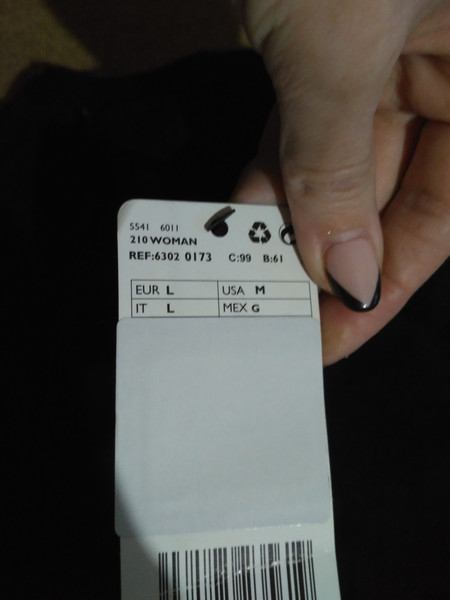 5541 6011
210 WOMAN
REF:6302 0173 C:99 B:61
EUR L USA M
IT L MEX G